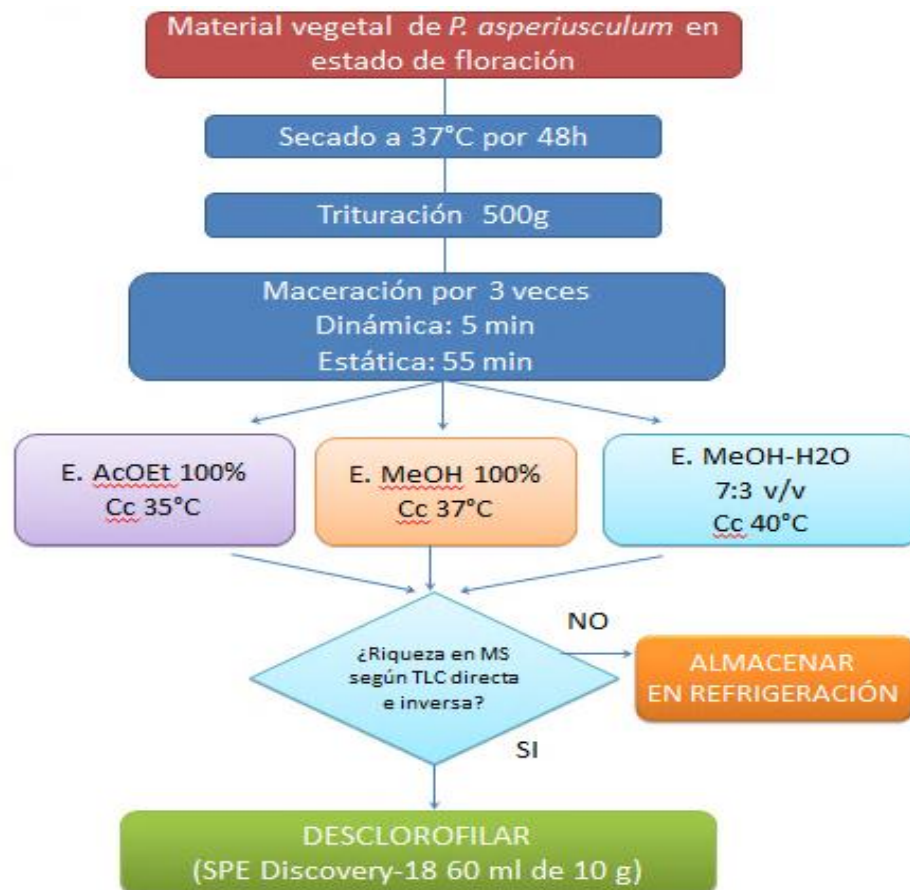 Material vegetal de P. asperiusculum en
estado de floración
Secado a 37°C por 48h
Trituración 500g
Maceración por 3 veces
Dinámica: 5 min
Estática: 55 min
E. AcOEt 100%
Cc 35°C
E. MeOH 100%
Cc 37°C
E. MeOH-H2O
7:3 v/v
Cc 40°C
¿Riqueza en MS
según TLC directa
e inversa?
NO
ALMACENAR
EN REFRIGERACIÓN
SI
DESCLOROFILAR
(SPE Discovery-18 60 ml de 10 g)